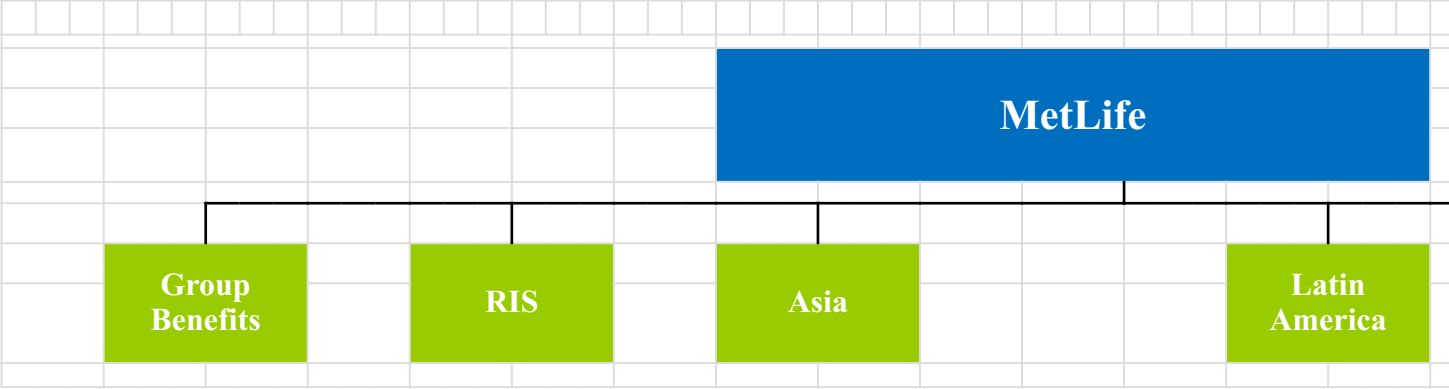 MetLife
Group
Benefits
RIS
Asia
Latin
America